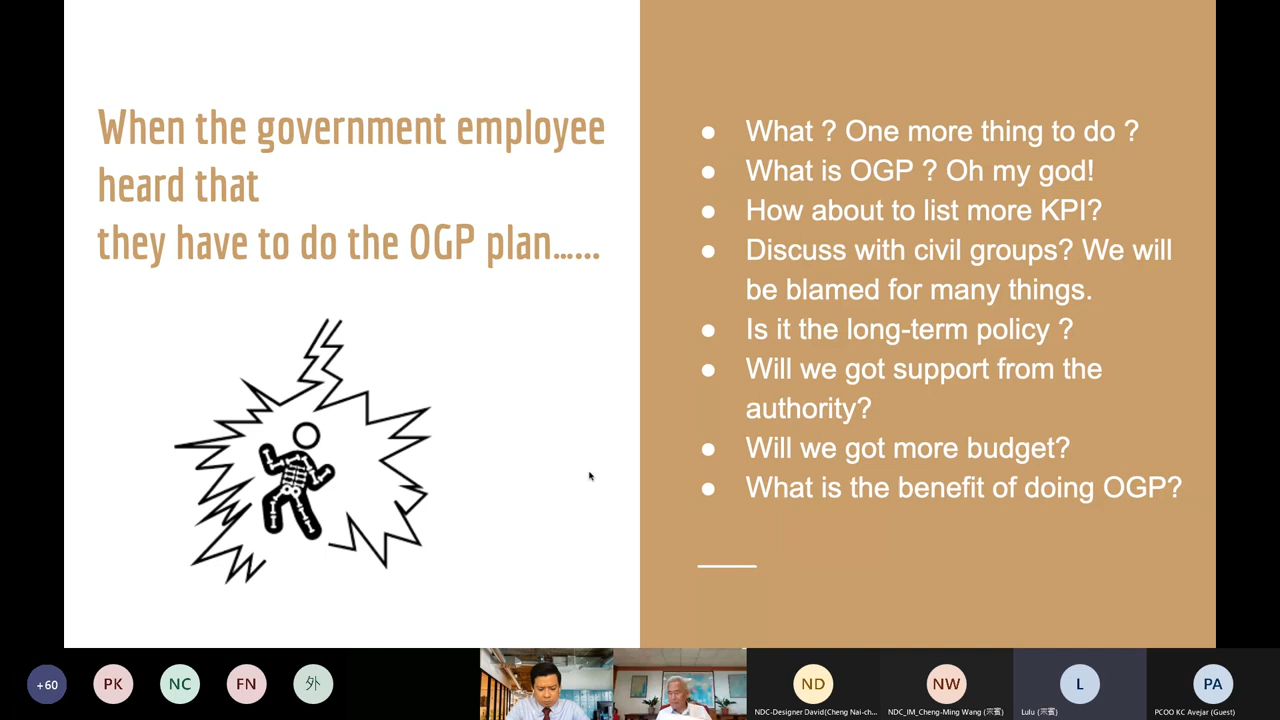 When the government employee
heard that
they have to do the OGP plan......
● What ? One more thing to do ?
● What is OGP ? Oh my god!
● How about to list more KPI?
● Discuss with civil groups? We will
be blamed for many things.
● Is it the long-term policy ?
● Will we got support from the
authority?
● Will we got more budget?
● What is the benefit of doing OGP?
+60
PK
NC
FN
外
ND
NW
L
PA
NDC-Designer David(Cheng Nai-ch...
NDC_IM_Cheng-Ming Wang (來賓)
Lulu (來賓)
PCOO KC Avejar (Guest)